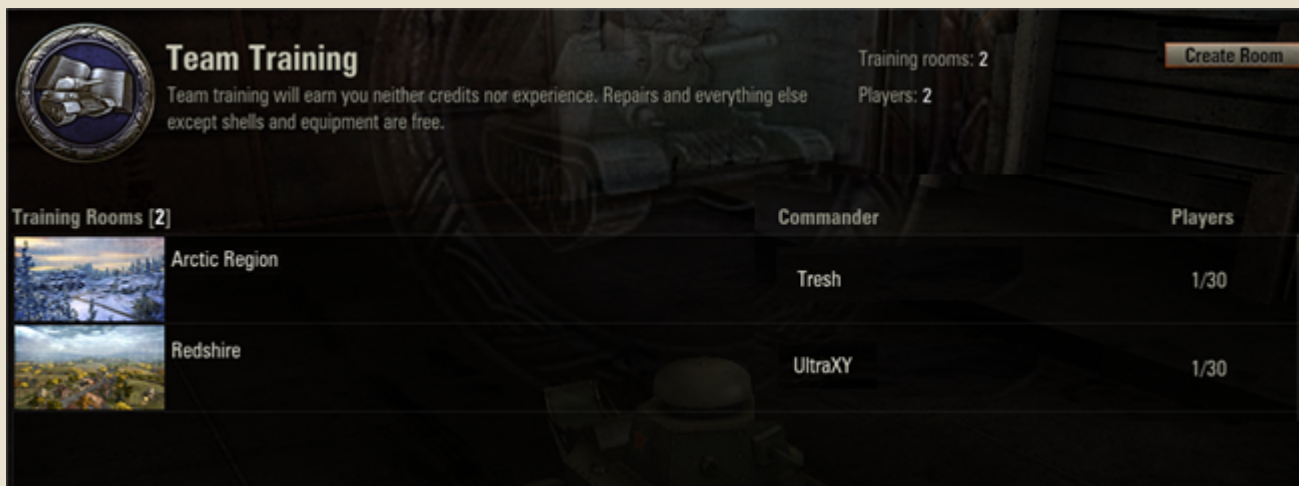 Team Training
Team training will earn you neither credits nor experience. Repairs and everything else
except shells and equipment are free.
Training rooms: 2
Players: 2
Create Room
Training Rooms [2] Commander Players
Arctic Region Tresh 1/30
Redshire UltraXY 1/30